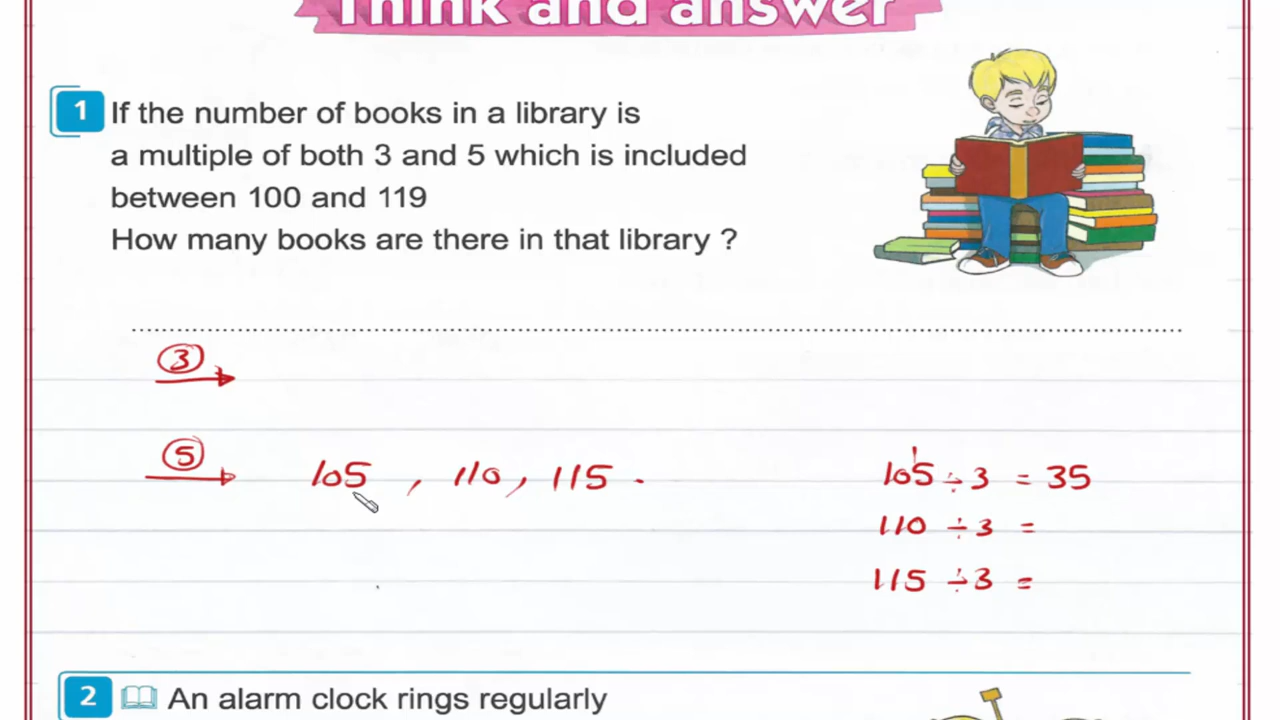 Think and answer
1 If the number of books in a library is
a multiple of both 3 and 5 which is included
between 100 and 119
How many books are there in that library ?
3
5 105 , 110, 115 .
105 ÷ 3 = 35
110 ÷ 3 =
115 ÷ 3 =
2 An alarm clock rings regularly